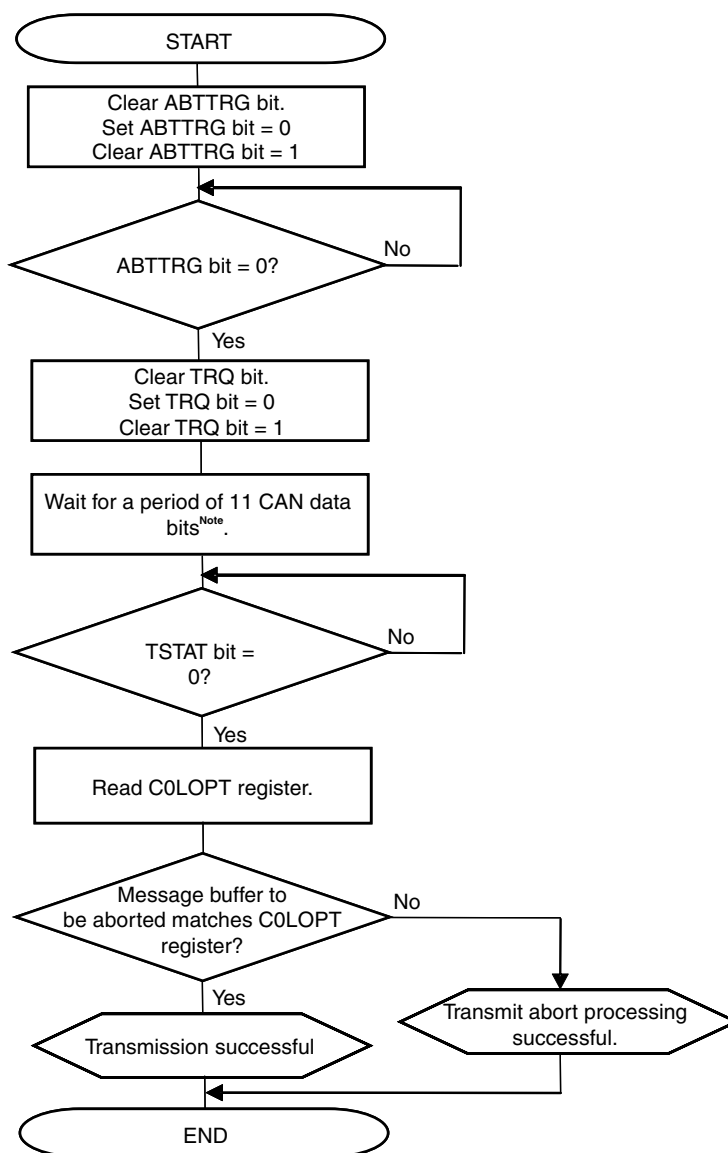 START
Clear ABTTRG bit.
Set ABTTRG bit = 0
Clear ABTTRG bit = 1
No
ABTTRG bit = 0?
Yes
Clear TRQ bit.
Set TRQ bit = 0
Clear TRQ bit = 1
Wait for a period of 11 CAN data
bitsNote.
No
TSTAT bit =
0?
Yes
Read C0LOPT register.
Message buffer to
be aborted matches C0LOPT
register?
No
Yes
Transmit abort processing
successful.
Transmission successful
END